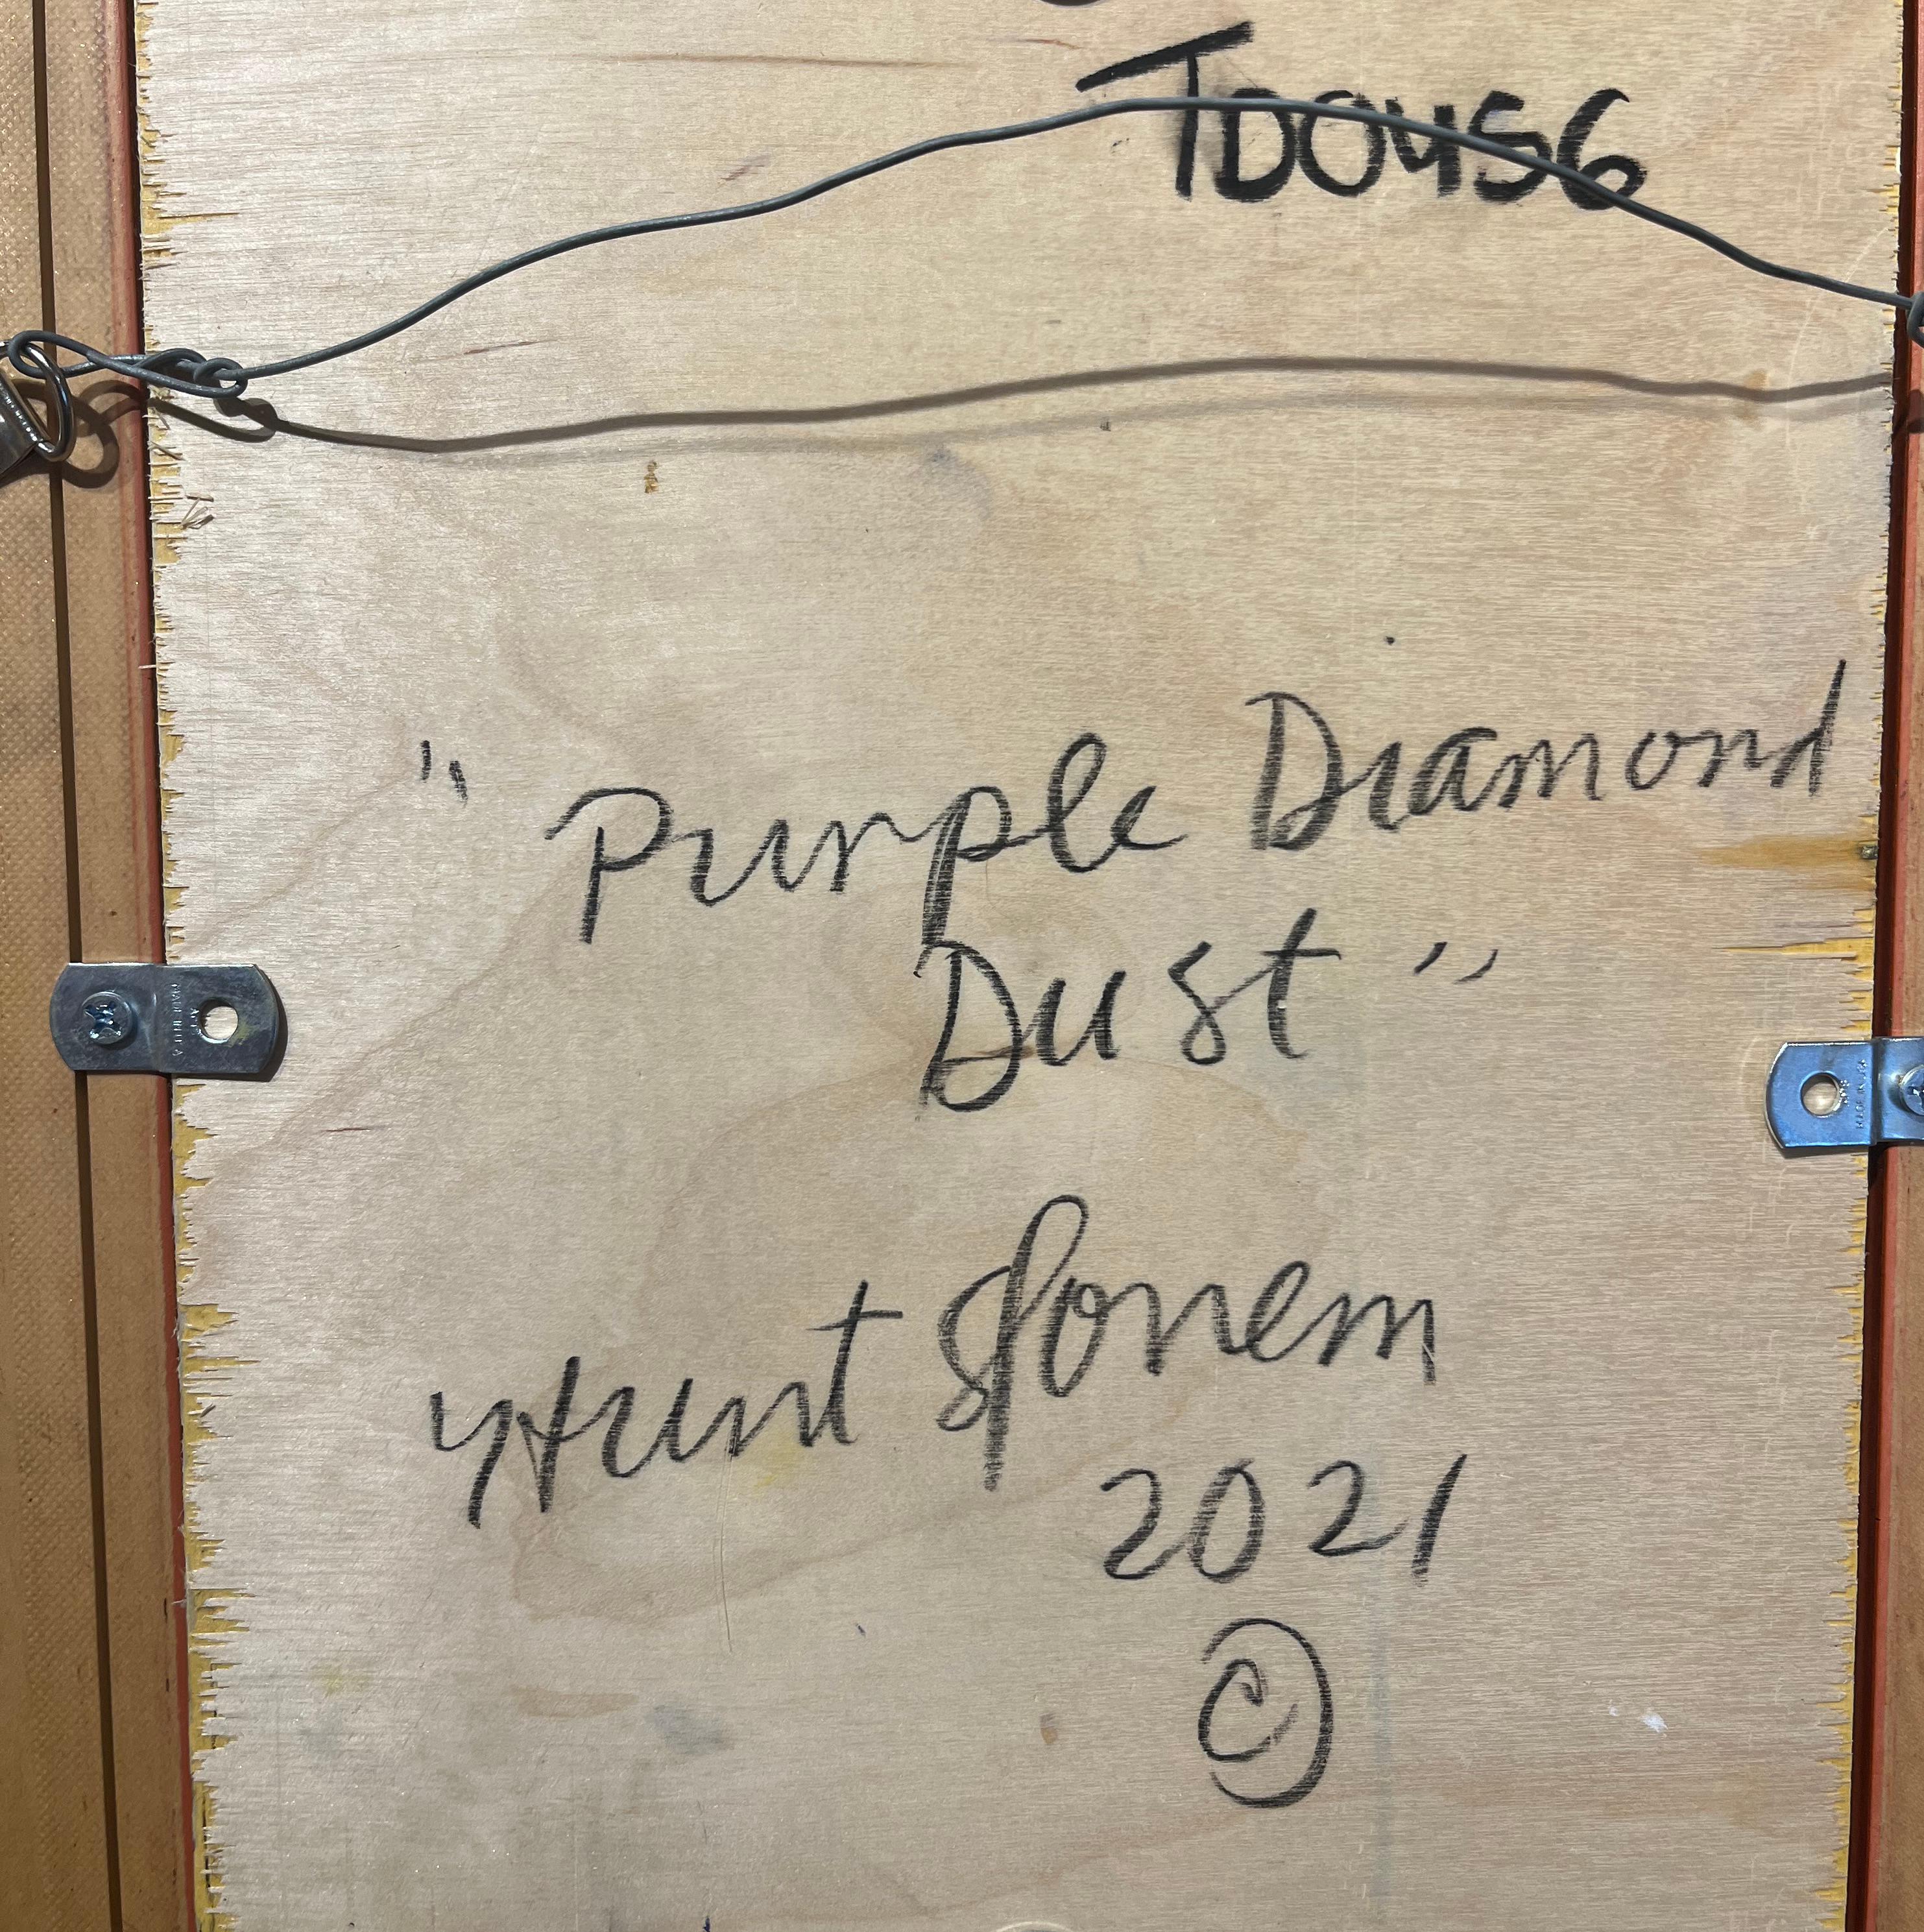 TD0456
"Purple Diamond
Dust"
Hunt Slonem
2021
©